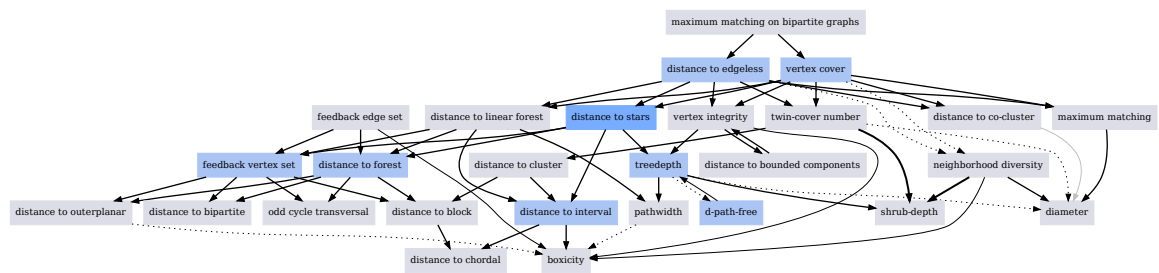 maximum matching on bipartite graphs
distance to edgeless
vertex cover
feedback edge set
distance to linear forest
distance to stars
vertex integrity
twin-cover number
distance to co-cluster
maximum matching
feedback vertex set
distance to forest
distance to cluster
treedepth
distance to bounded components
neighborhood diversity
distance to outerplanar
distance to bipartite
odd cycle transversal
distance to block
distance to interval
pathwidth
d-path-free
shrub-depth
diameter
distance to chordal
boxicity